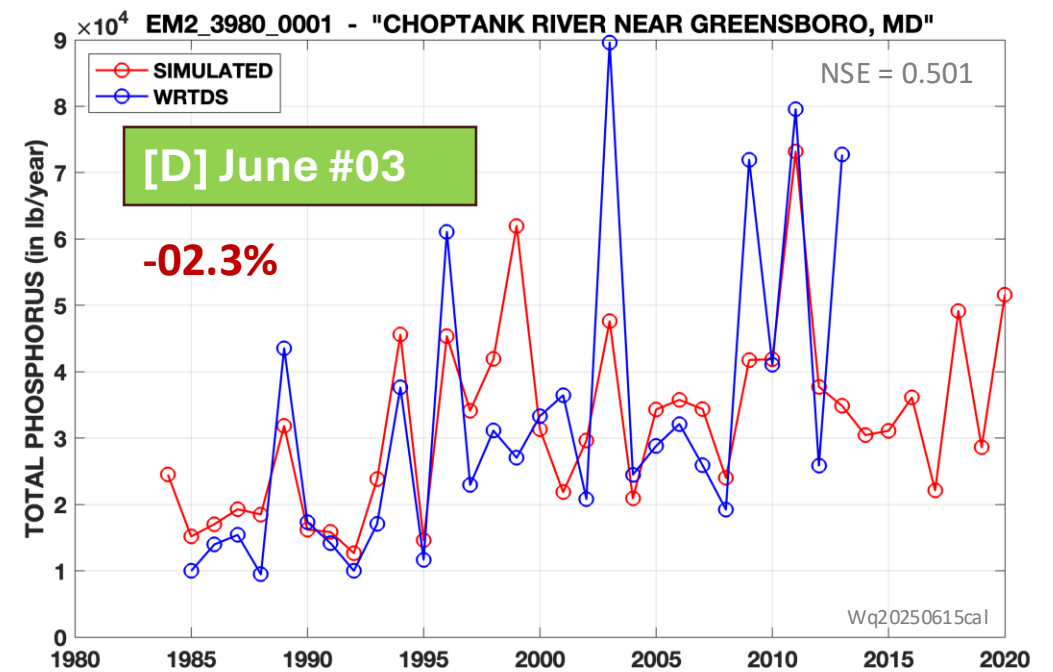 ×10⁴ EM2_3980_0001 - "CHOPTANK RIVER NEAR GREENSBORO, MD"
SIMULATED
WRTDS
NSE = 0.501
[D] June #03
-02.3%
TOTAL PHOSPHORUS (in lb/year)
9
8
7
6
5
4
3
2
1
0
Wq20250615cal
1980 1985 1990 1995 2000 2005 2010 2015 2020